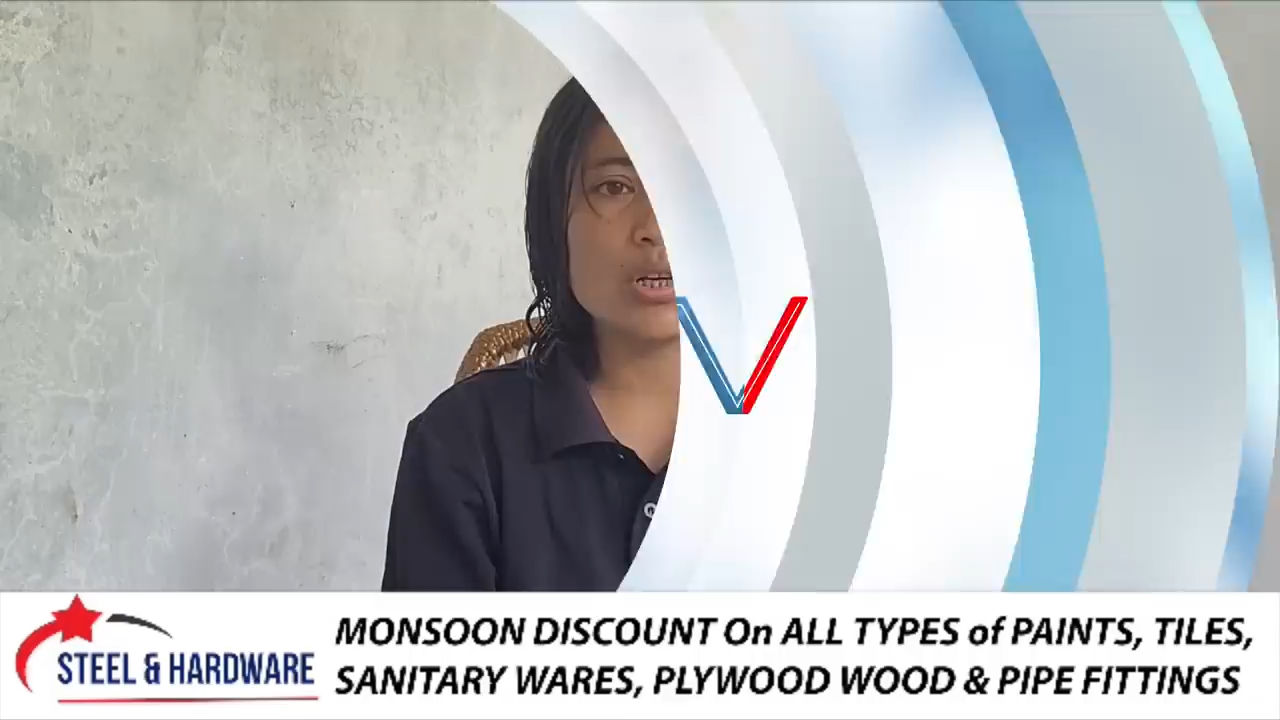 V
STEEL & HARDWARE
MONSOON DISCOUNT On ALL TYPES of PAINTS, TILES,
SANITARY WARES, PLYWOOD WOOD & PIPE FITTINGS